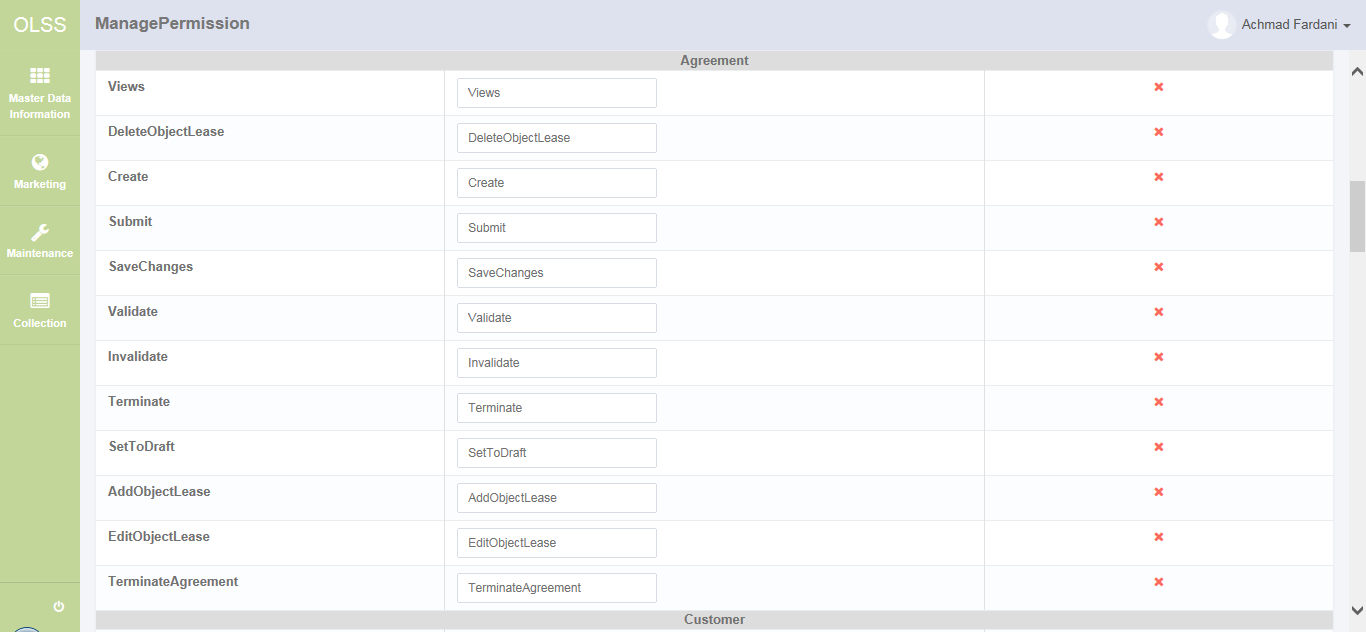 OLSS
ManagePermission
Achmad Fardani
Master Data
Information
Marketing
Maintenance
Collection
Agreement
Views Views
DeleteObjectLease DeleteObjectLease
Create Create
Submit Submit
SaveChanges SaveChanges
Validate Validate
Invalidate Invalidate
Terminate Terminate
SetToDraft SetToDraft
AddObjectLease AddObjectLease
EditObjectLease EditObjectLease
TerminateAgreement TerminateAgreement
Customer